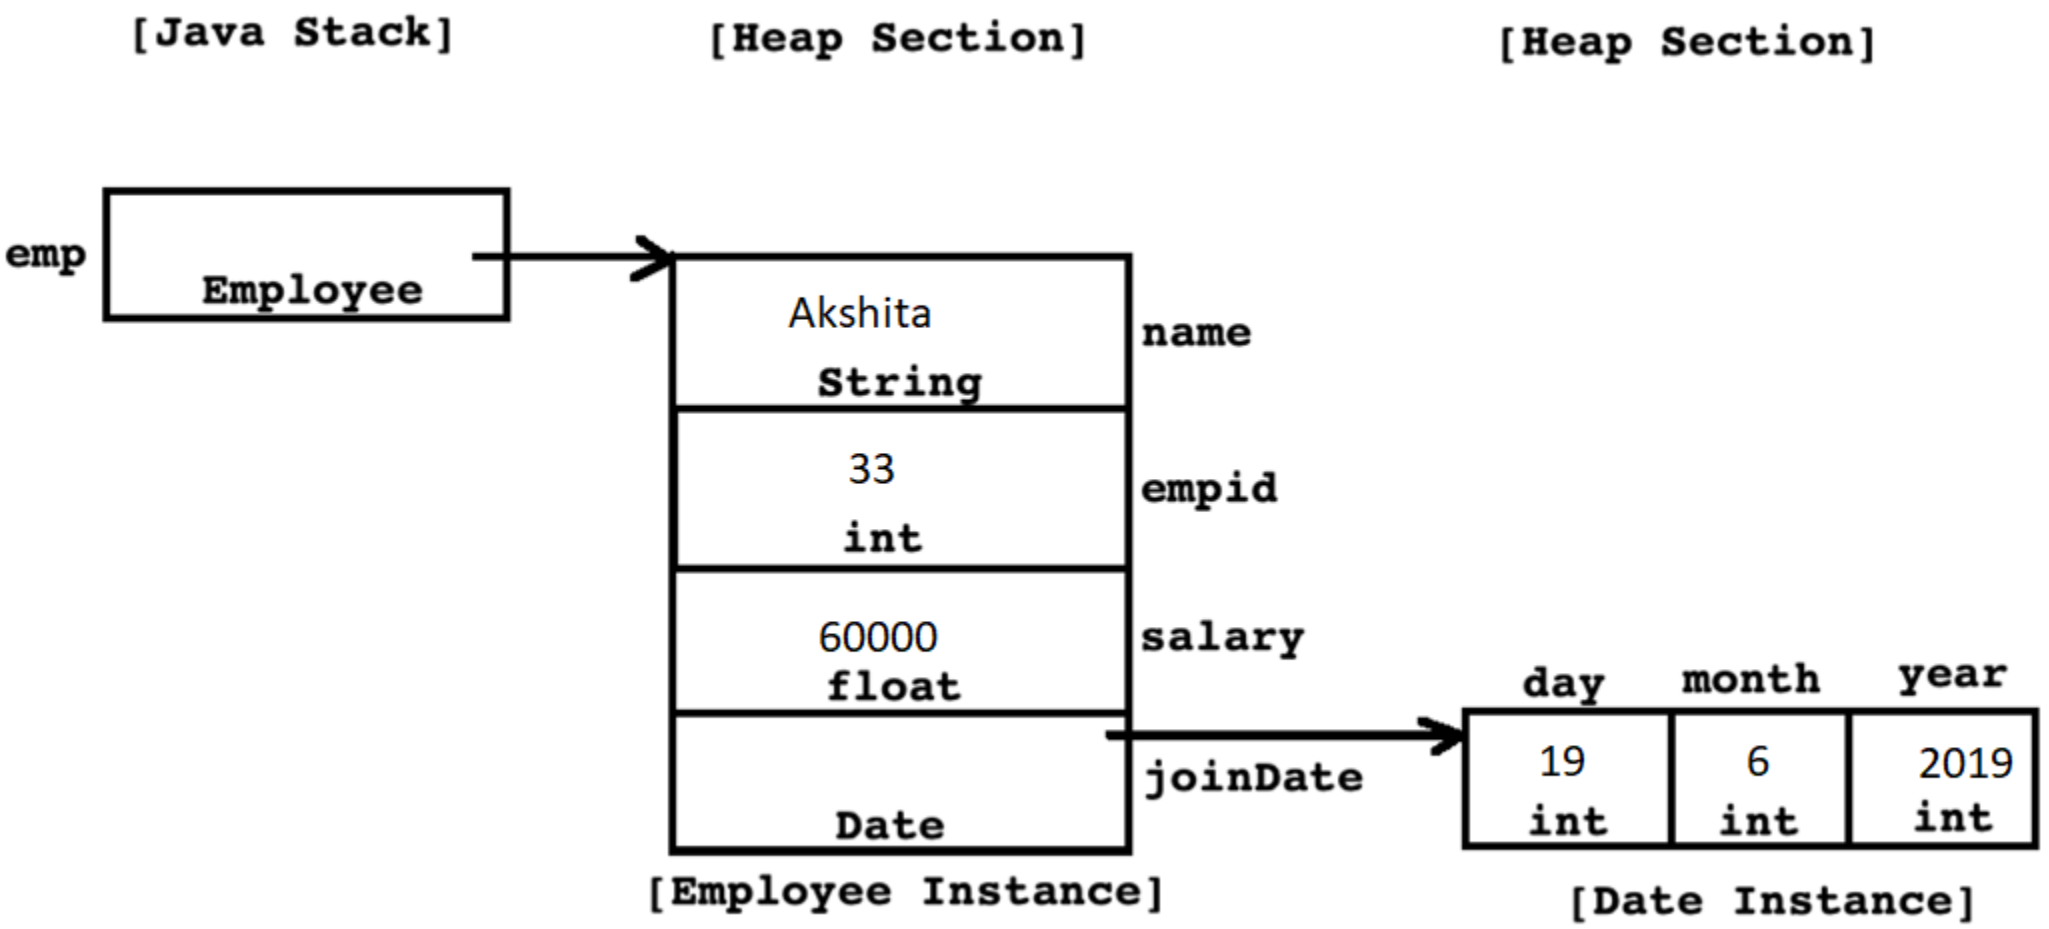 [Java Stack]
[Heap Section]
[Heap Section]
emp
Employee
Akshita
String
name
33
int
empid
60000
float
salary
Date
joinDate
[Employee Instance]
day month year
19 6 2019
int int int
[Date Instance]